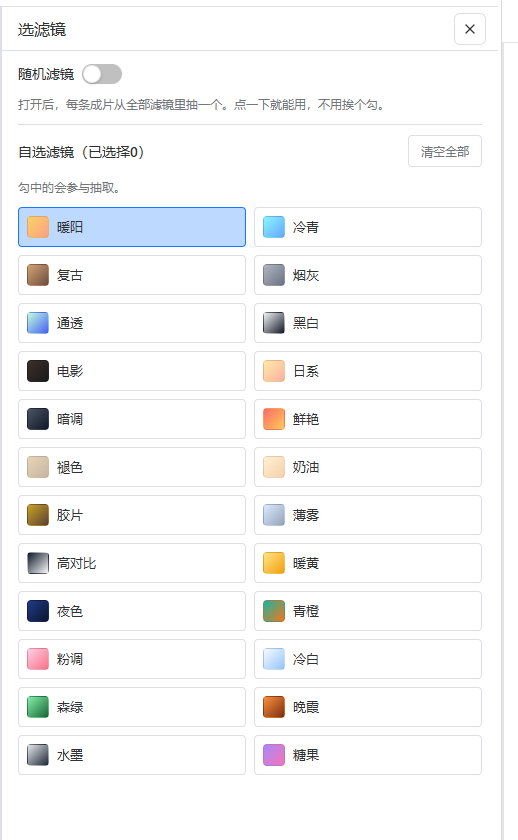 选滤镜
随机滤镜
打开后，每条成片从全部滤镜里抽一个。点一下就能用，不用挨个勾。
自选滤镜（已选择0） 清空全部
勾中的会参与抽取。
暖阳 冷青
复古 烟灰
通透 黑白
电影 日系
暗调 鲜艳
褪色 奶油
胶片 薄雾
高对比 暖黄
夜色 青橙
粉调 冷白
森绿 晚霞
水墨 糖果